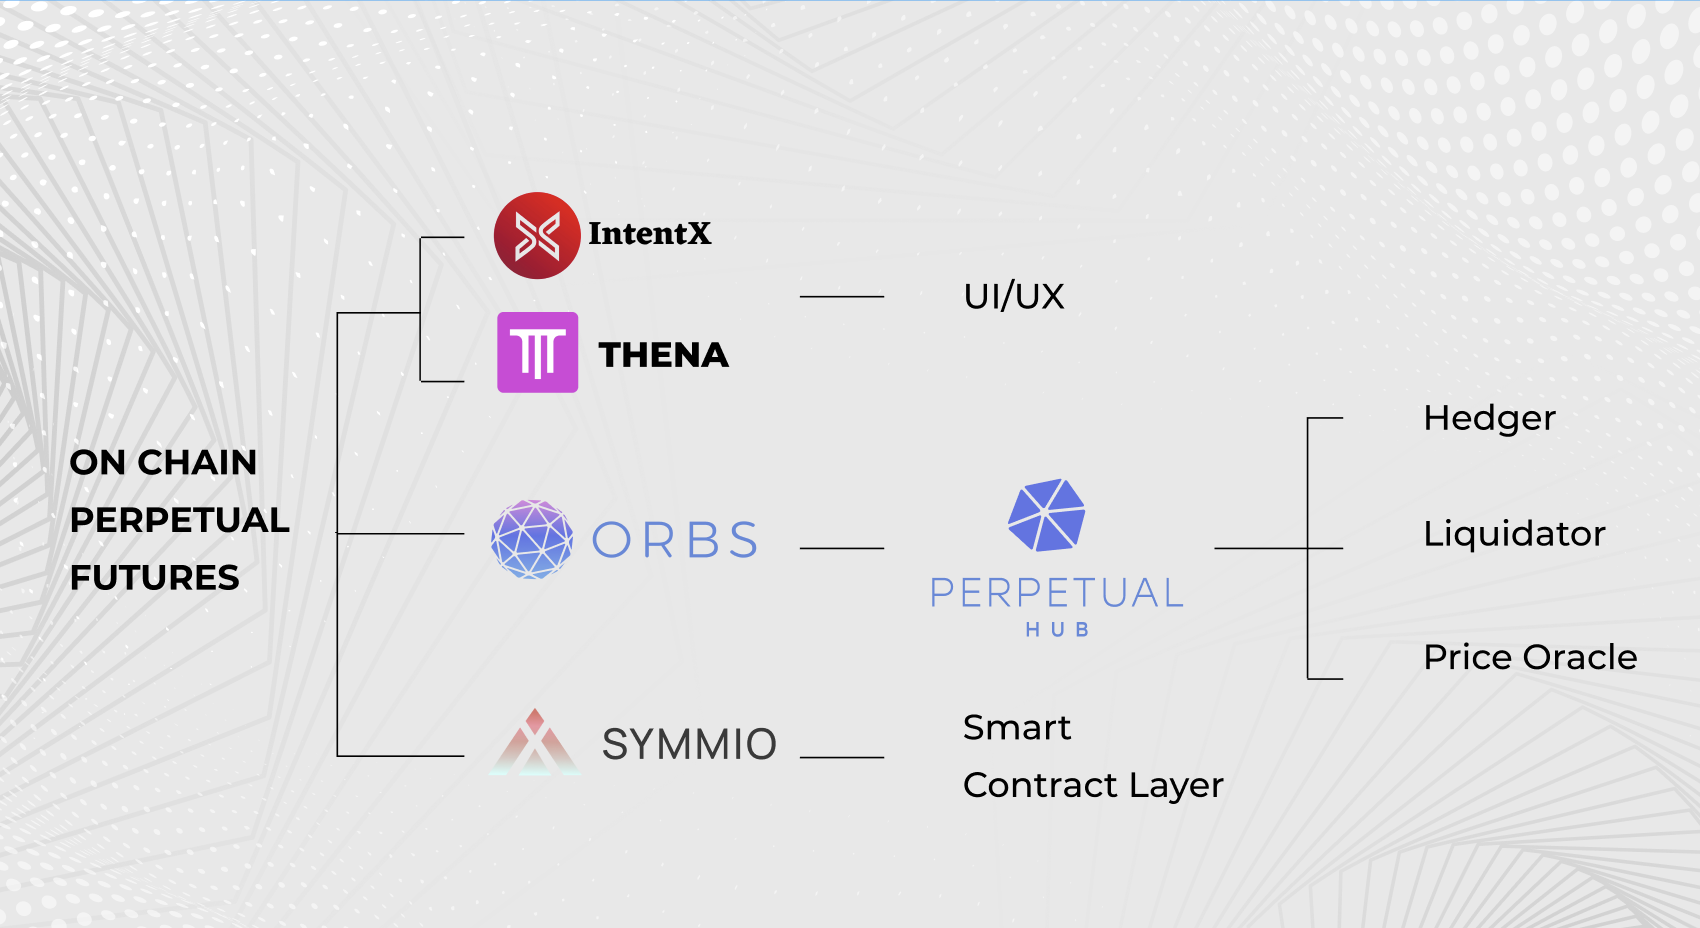 IntentX
UI/UX
THENA
ON CHAIN
PERPETUAL
FUTURES
ORBS
PERPETUAL
HUB
Hedger
Liquidator
Price Oracle
SYMMIO
Smart
Contract Layer